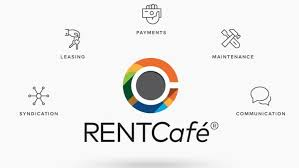 PAYMENTS
LEASING
MAINTENANCE
SYNDICATION
COMMUNICATION
RENTCafé®